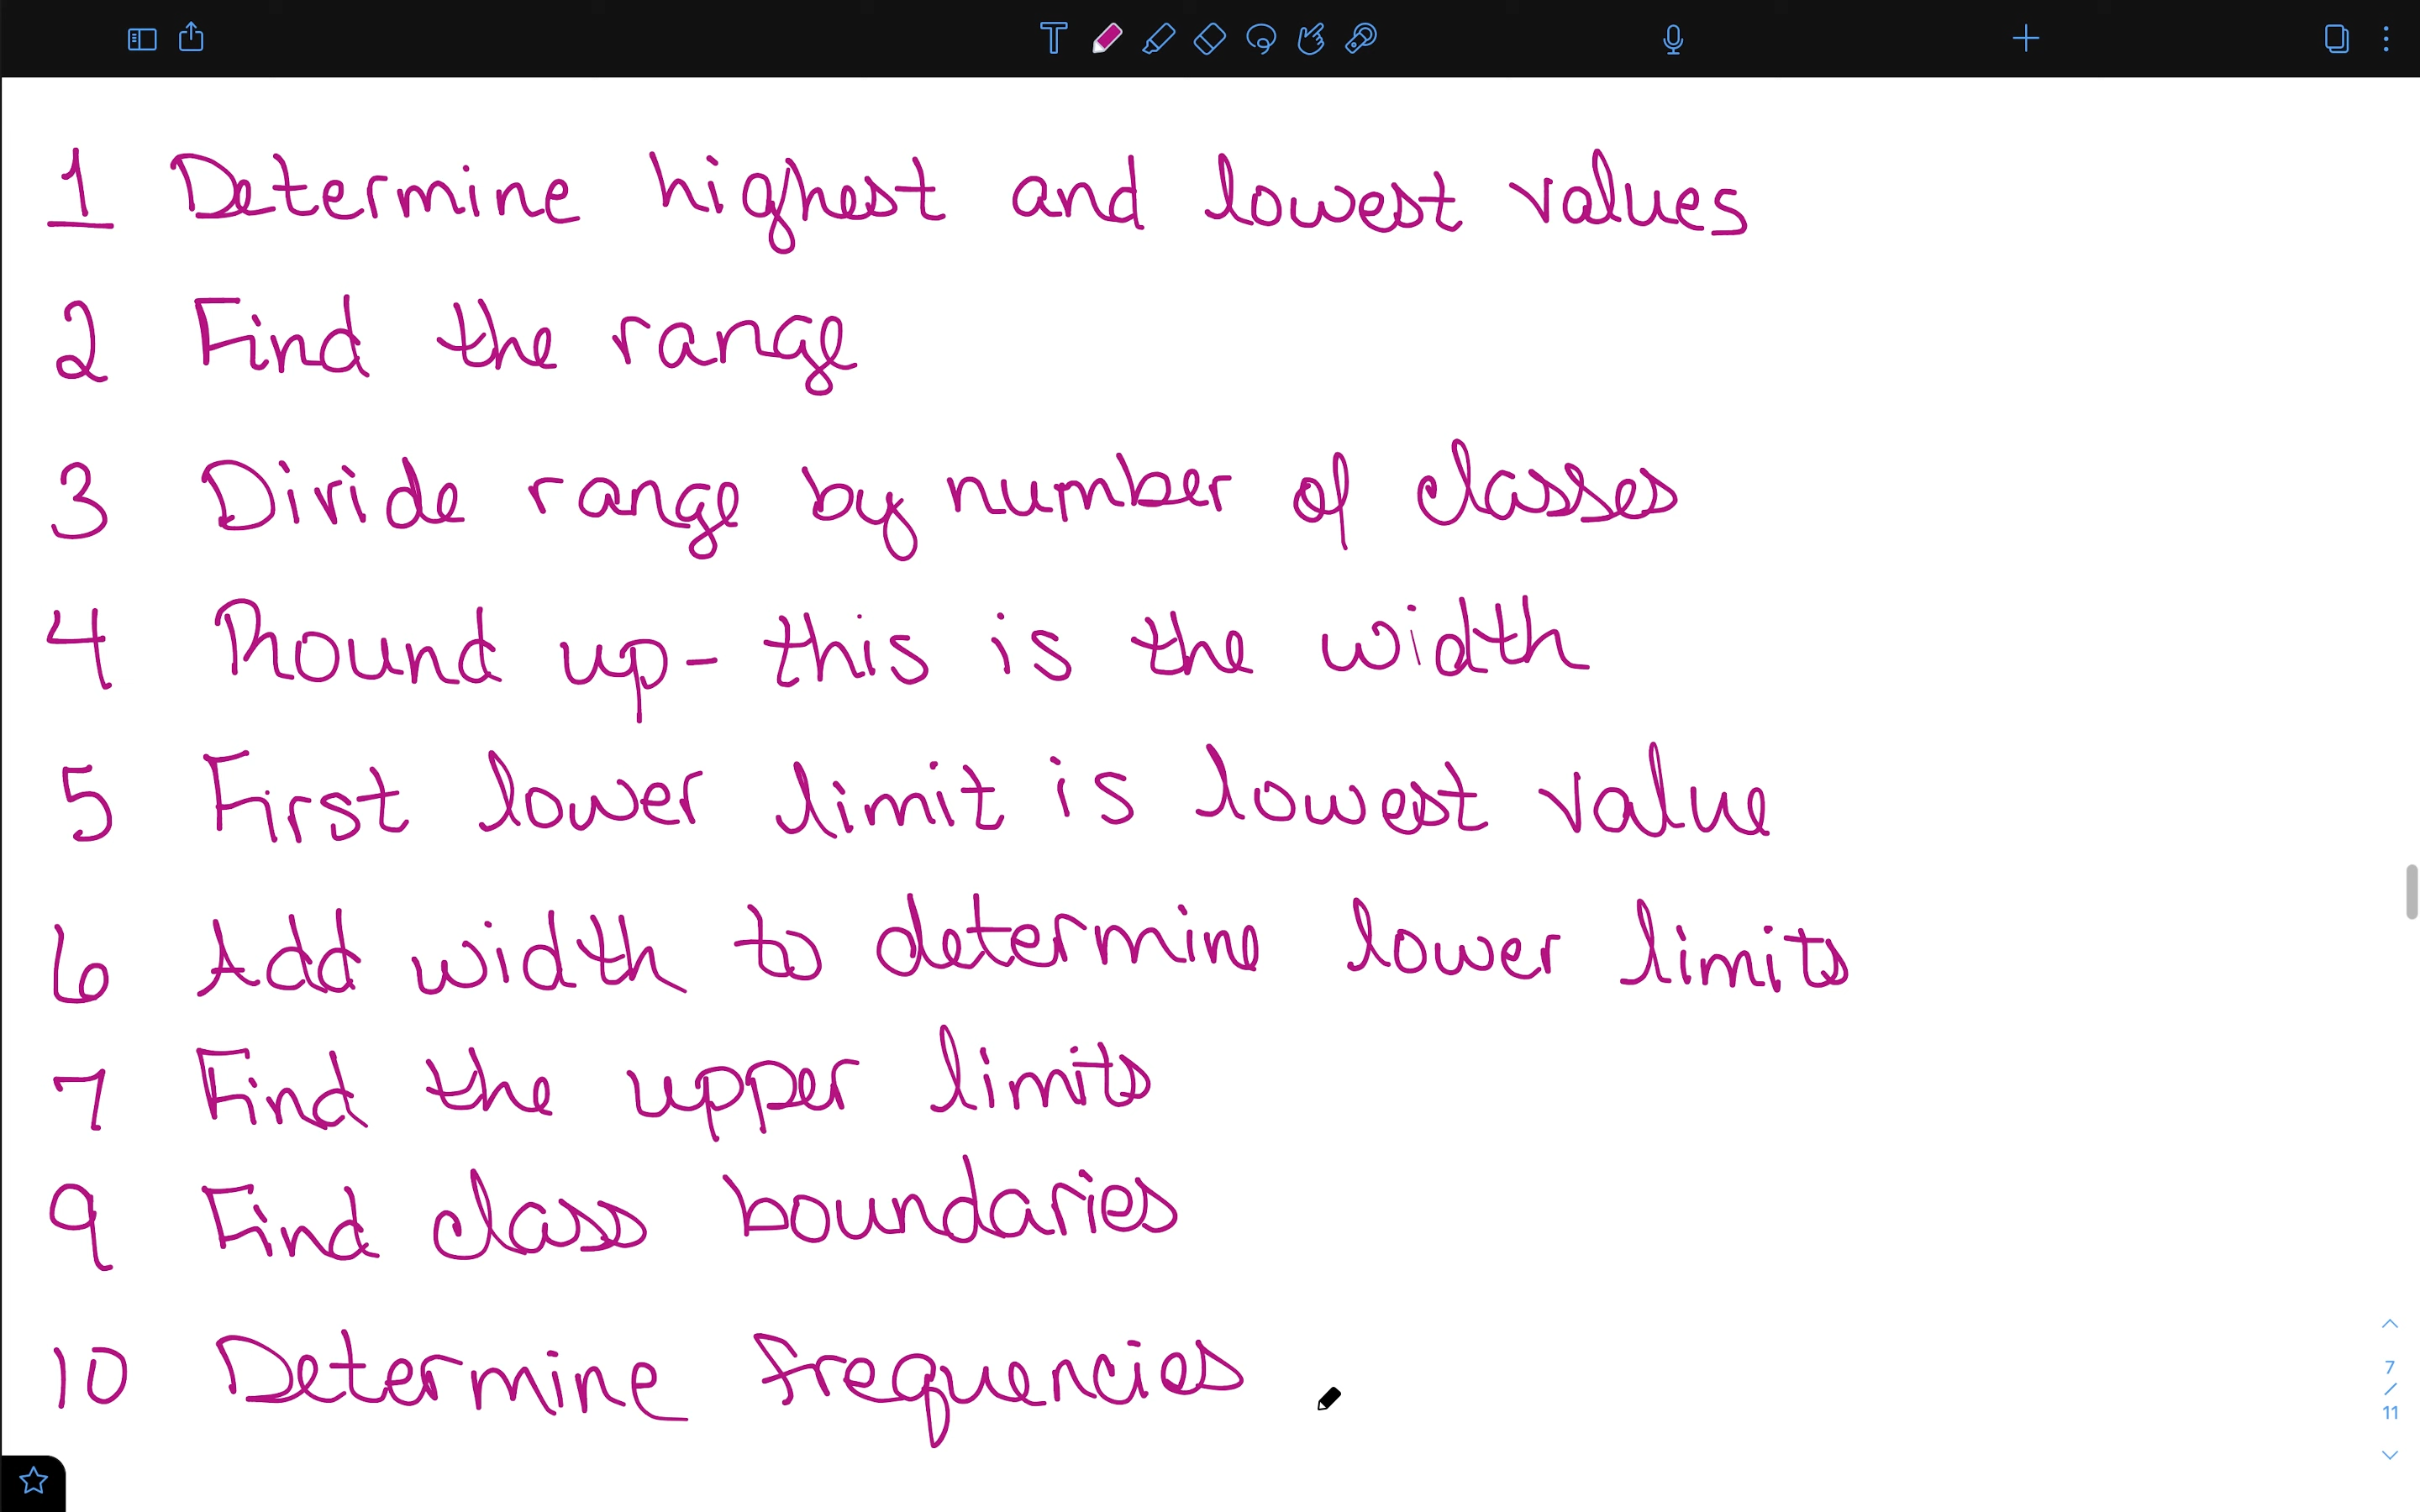 1 Determine highest and lowest values
2 Find the range
3 Divide range by number of classes
4 Round up - this is the width
5 First lower limit is lowest value
6 Add width to determine lower limits
7 Find the upper limits
9 Find class boundaries
10 Determine frequencies
7
/
11